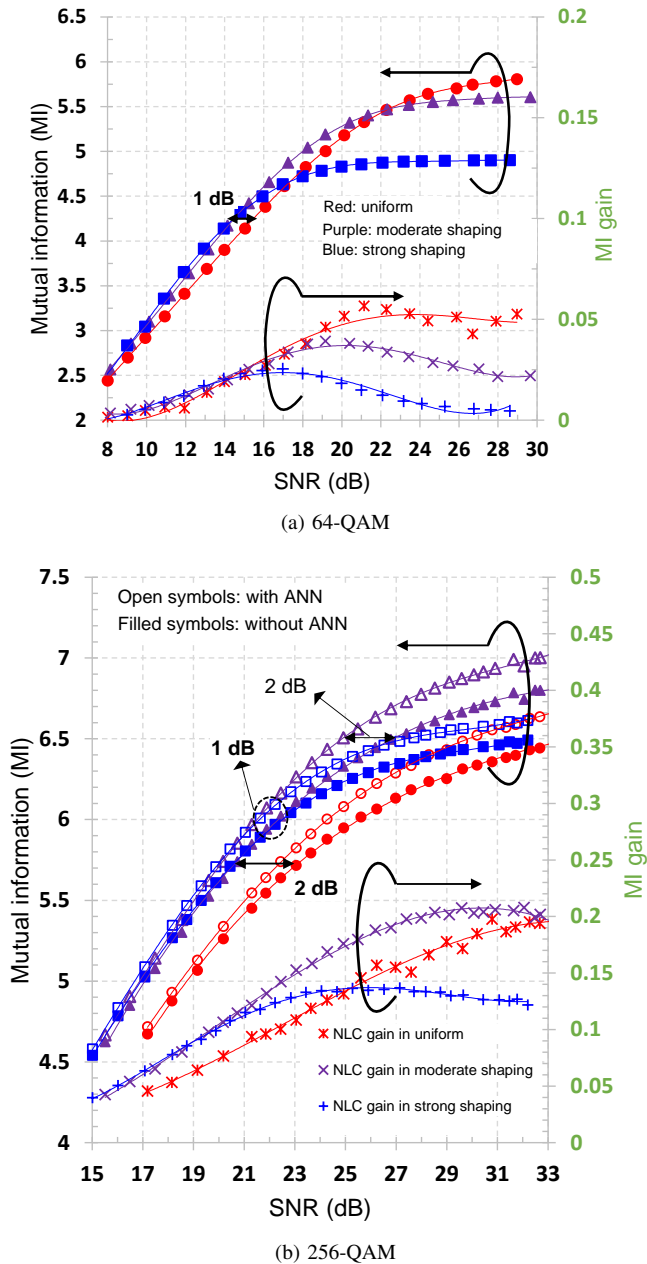 6.5
6
5.5
5
4.5
4
3.5
3
2.5
2
Mutual information (MI)
0.2
0.15
0.1
0.05
0
MI gain
1 dB
Red: uniform
Purple: moderate shaping
Blue: strong shaping
8 10 12 14 16 18 20 22 24 26 28 30
SNR (dB)
(a) 64-QAM
7.5
7
6.5
6
5.5
5
4.5
4
Mutual information (MI)
0.5
0.4
0.35
0.3
0.25
0.2
0.15
0.1
0.05
0
MI gain
Open symbols: with ANN
Filled symbols: without ANN
2 dB
1 dB
2 dB
NLC gain in uniform
NLC gain in moderate shaping
NLC gain in strong shaping
15 17 19 21 23 25 27 29 31 33
SNR (dB)
(b) 256-QAM